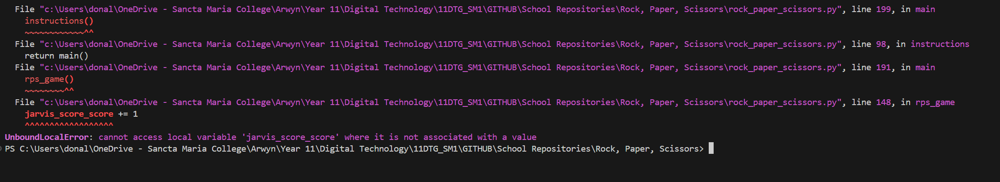 File "c:\Users\donal\OneDrive - Sancta Maria College\Arwyn\Year 11\Digital Technology\11DTG_SM1\GITHUB\School Repositories\Rock, Paper, Scissors\rock_paper_scissors.py", line 199, in main
instructions()
~~~~~~~~~~~~^^
File "c:\Users\donal\OneDrive - Sancta Maria College\Arwyn\Year 11\Digital Technology\11DTG_SM1\GITHUB\School Repositories\Rock, Paper, Scissors\rock_paper_scissors.py", line 98, in instructions
return main()
File "c:\Users\donal\OneDrive - Sancta Maria College\Arwyn\Year 11\Digital Technology\11DTG_SM1\GITHUB\School Repositories\Rock, Paper, Scissors\rock_paper_scissors.py", line 191, in main
rps_game()
~~~~~~~~^^
File "c:\Users\donal\OneDrive - Sancta Maria College\Arwyn\Year 11\Digital Technology\11DTG_SM1\GITHUB\School Repositories\Rock, Paper, Scissors\rock_paper_scissors.py", line 148, in rps_game
jarvis_score_score += 1
^^^^^^^^^^^^^^^^^^
UnboundLocalError: cannot access local variable 'jarvis_score_score' where it is not associated with a value
PS C:\Users\donal\OneDrive - Sancta Maria College\Arwyn\Year 11\Digital Technology\11DTG_SM1\GITHUB\School Repositories\Rock, Paper, Scissors>